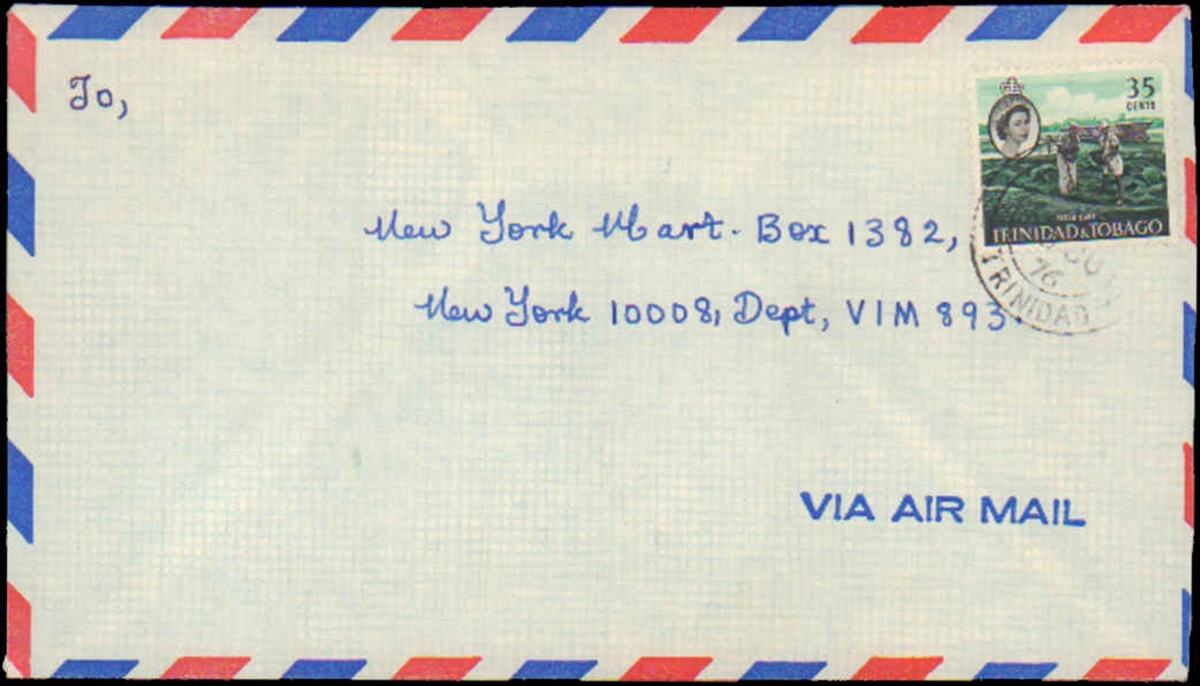 To,
35
CENTS
New York Mart. Box 1382,
TRINIDAD & TOBAGO
76
TRINIDAD
New York 10008, Dept, VIM 893.
VIA AIR MAIL